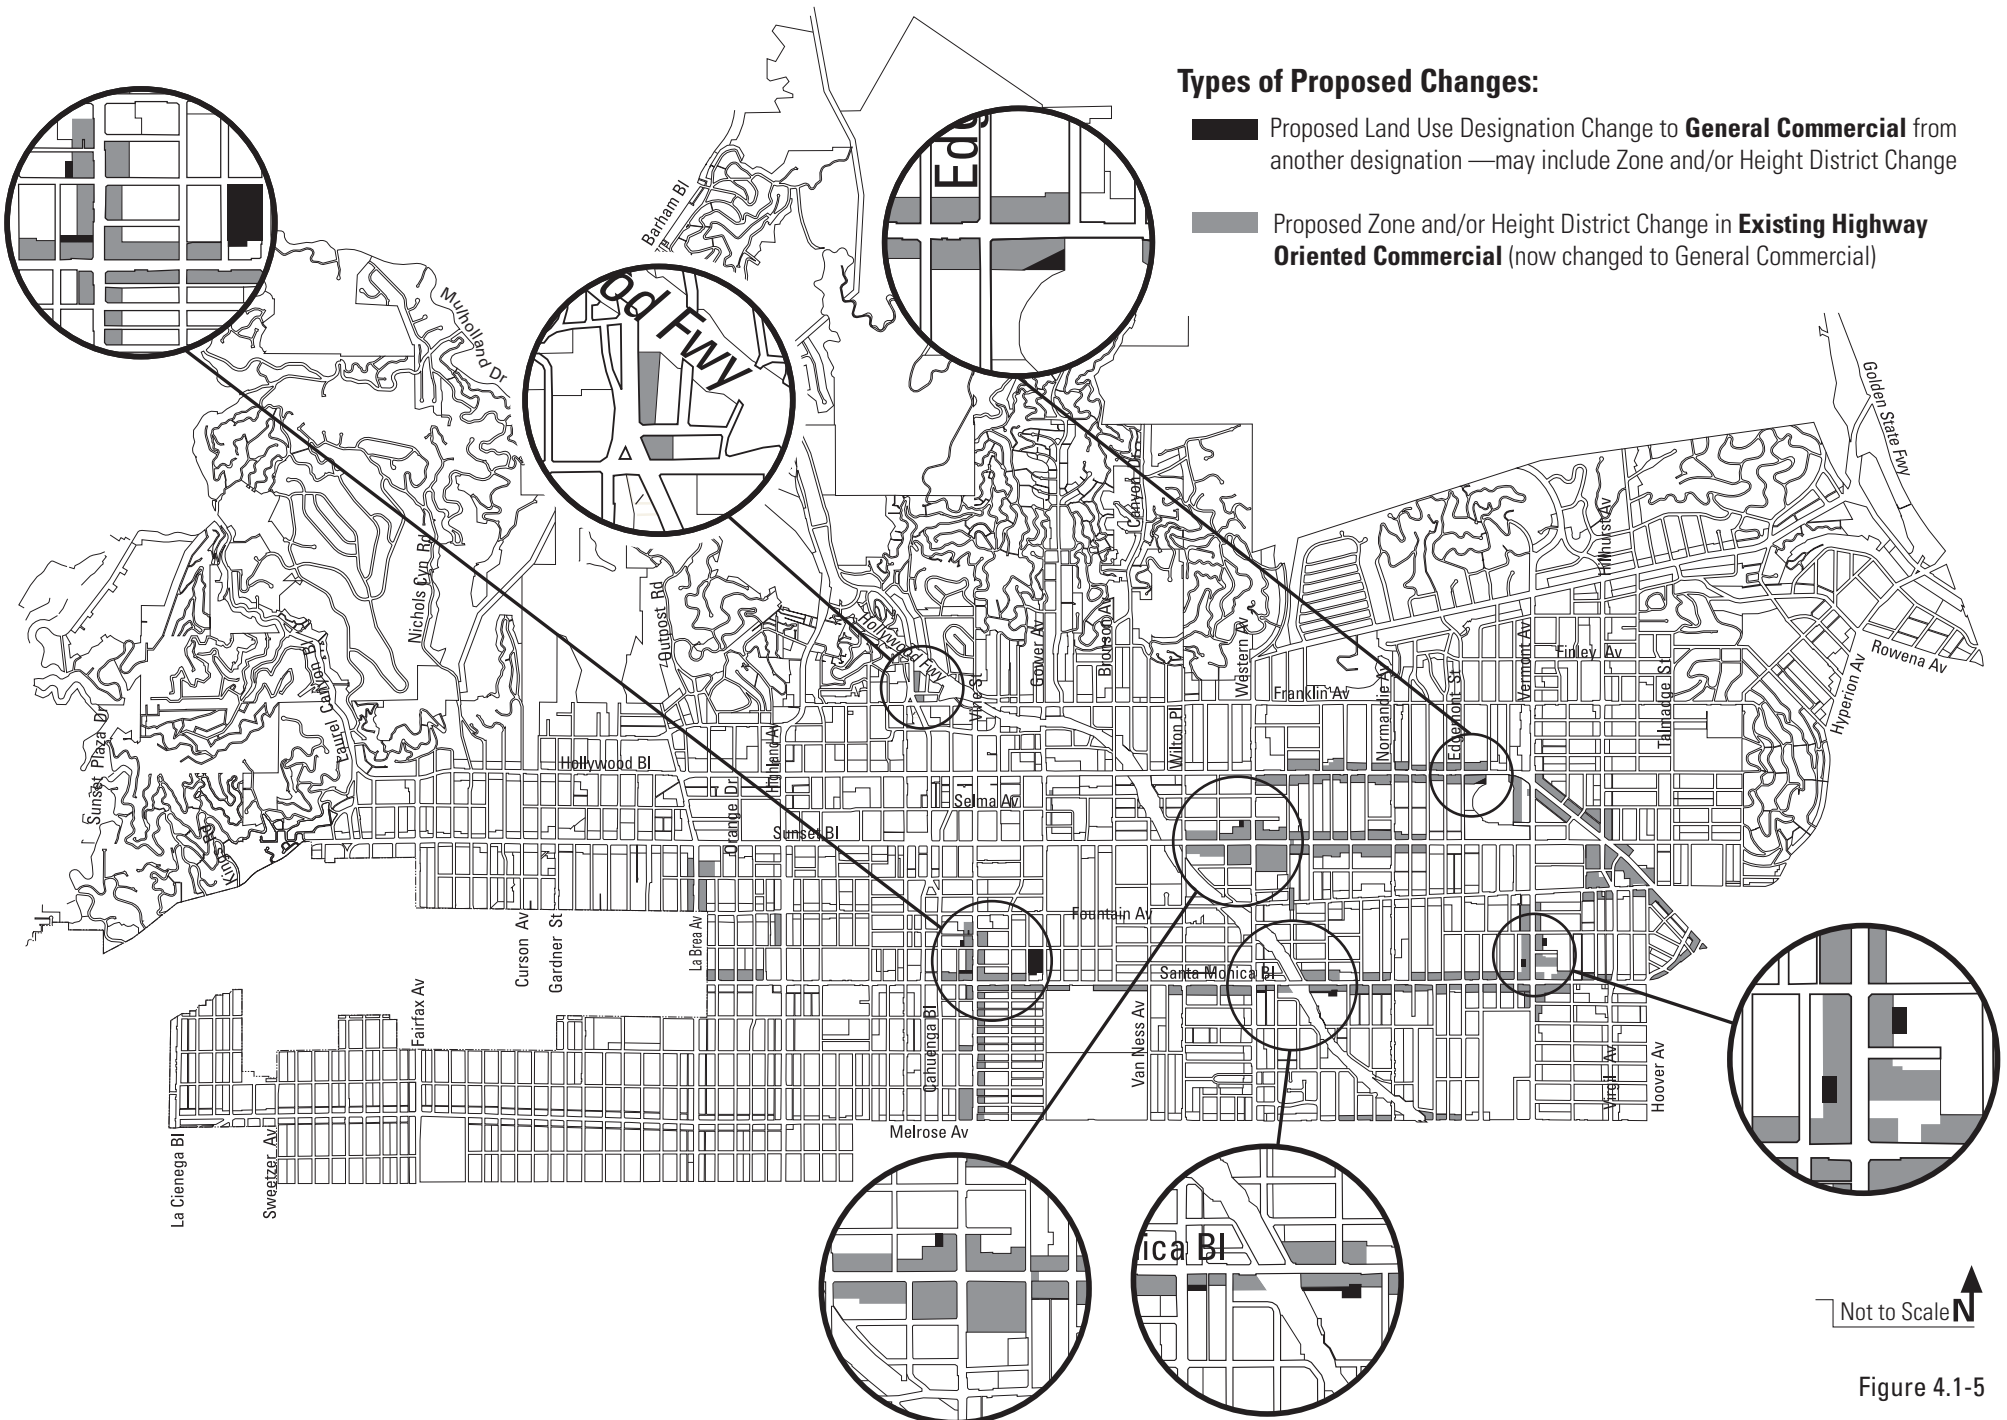 Types of Proposed Changes:
Proposed Land Use Designation Change to General Commercial from
another designation —may include Zone and/or Height District Change
Proposed Zone and/or Height District Change in Existing Highway
Oriented Commercial (now changed to General Commercial)
Barham Bl
Mulholland Dr
od Fwy
Golden State Fwy
Nichols Cyn Rd
Outpost Rd
Hollywood Fwy
Vine St
Gower Av
Bronson Av
Canyon
Western Av
Wilton Pl
Franklin Av
Normandie Av
Edgemont St
Vermont Av
Hillhurst Av
Finley Av
Talmadge St
Hyperion Av
Rowena Av
Sunset Plaza Dr
Laurel Canyon Bl
Hollywood Bl
Highland Av
Orange Dr
Selma Av
Sunset Bl
Fountain Av
Santa Monica Bl
La Brea Av
Curson Av
Gardner St
Fairfax Av
Cahuenga Bl
Van Ness Av
Virgil Av
Hoover Av
Melrose Av
La Cienega Bl
Sweetzer Av
ica Bl
Not to Scale N
Figure 4.1-5